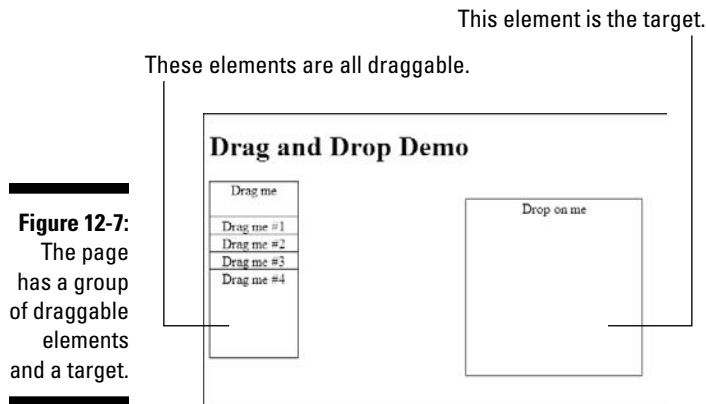 This element is the target.
These elements are all draggable.
Drag and Drop Demo
Drag me
Drag me #1
Drag me #2
Drag me #3
Drag me #4
Drop on me
Figure 12-7:
The page
has a group
of draggable
elements
and a target.